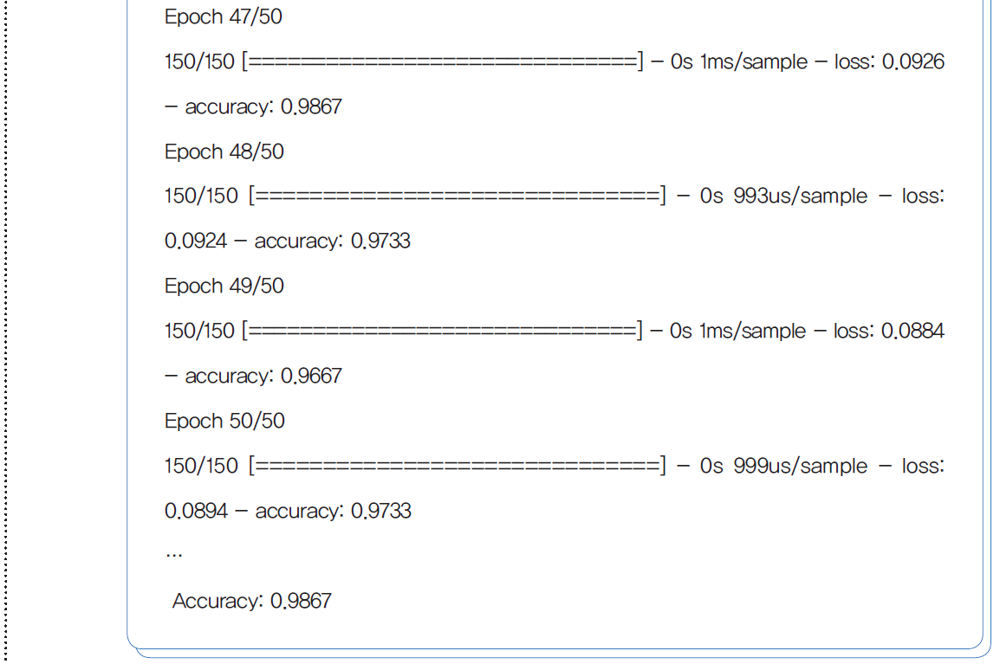 Epoch 47/50
150/150 [==============================] - 0s 1ms/sample - loss: 0.0926
- accuracy: 0.9867
Epoch 48/50
150/150 [==============================] - 0s 993us/sample - loss:
0.0924 - accuracy: 0.9733
Epoch 49/50
150/150 [==============================] - 0s 1ms/sample - loss: 0.0884
- accuracy: 0.9667
Epoch 50/50
150/150 [==============================] - 0s 999us/sample - loss:
0.0894 - accuracy: 0.9733
...
Accuracy: 0.9867